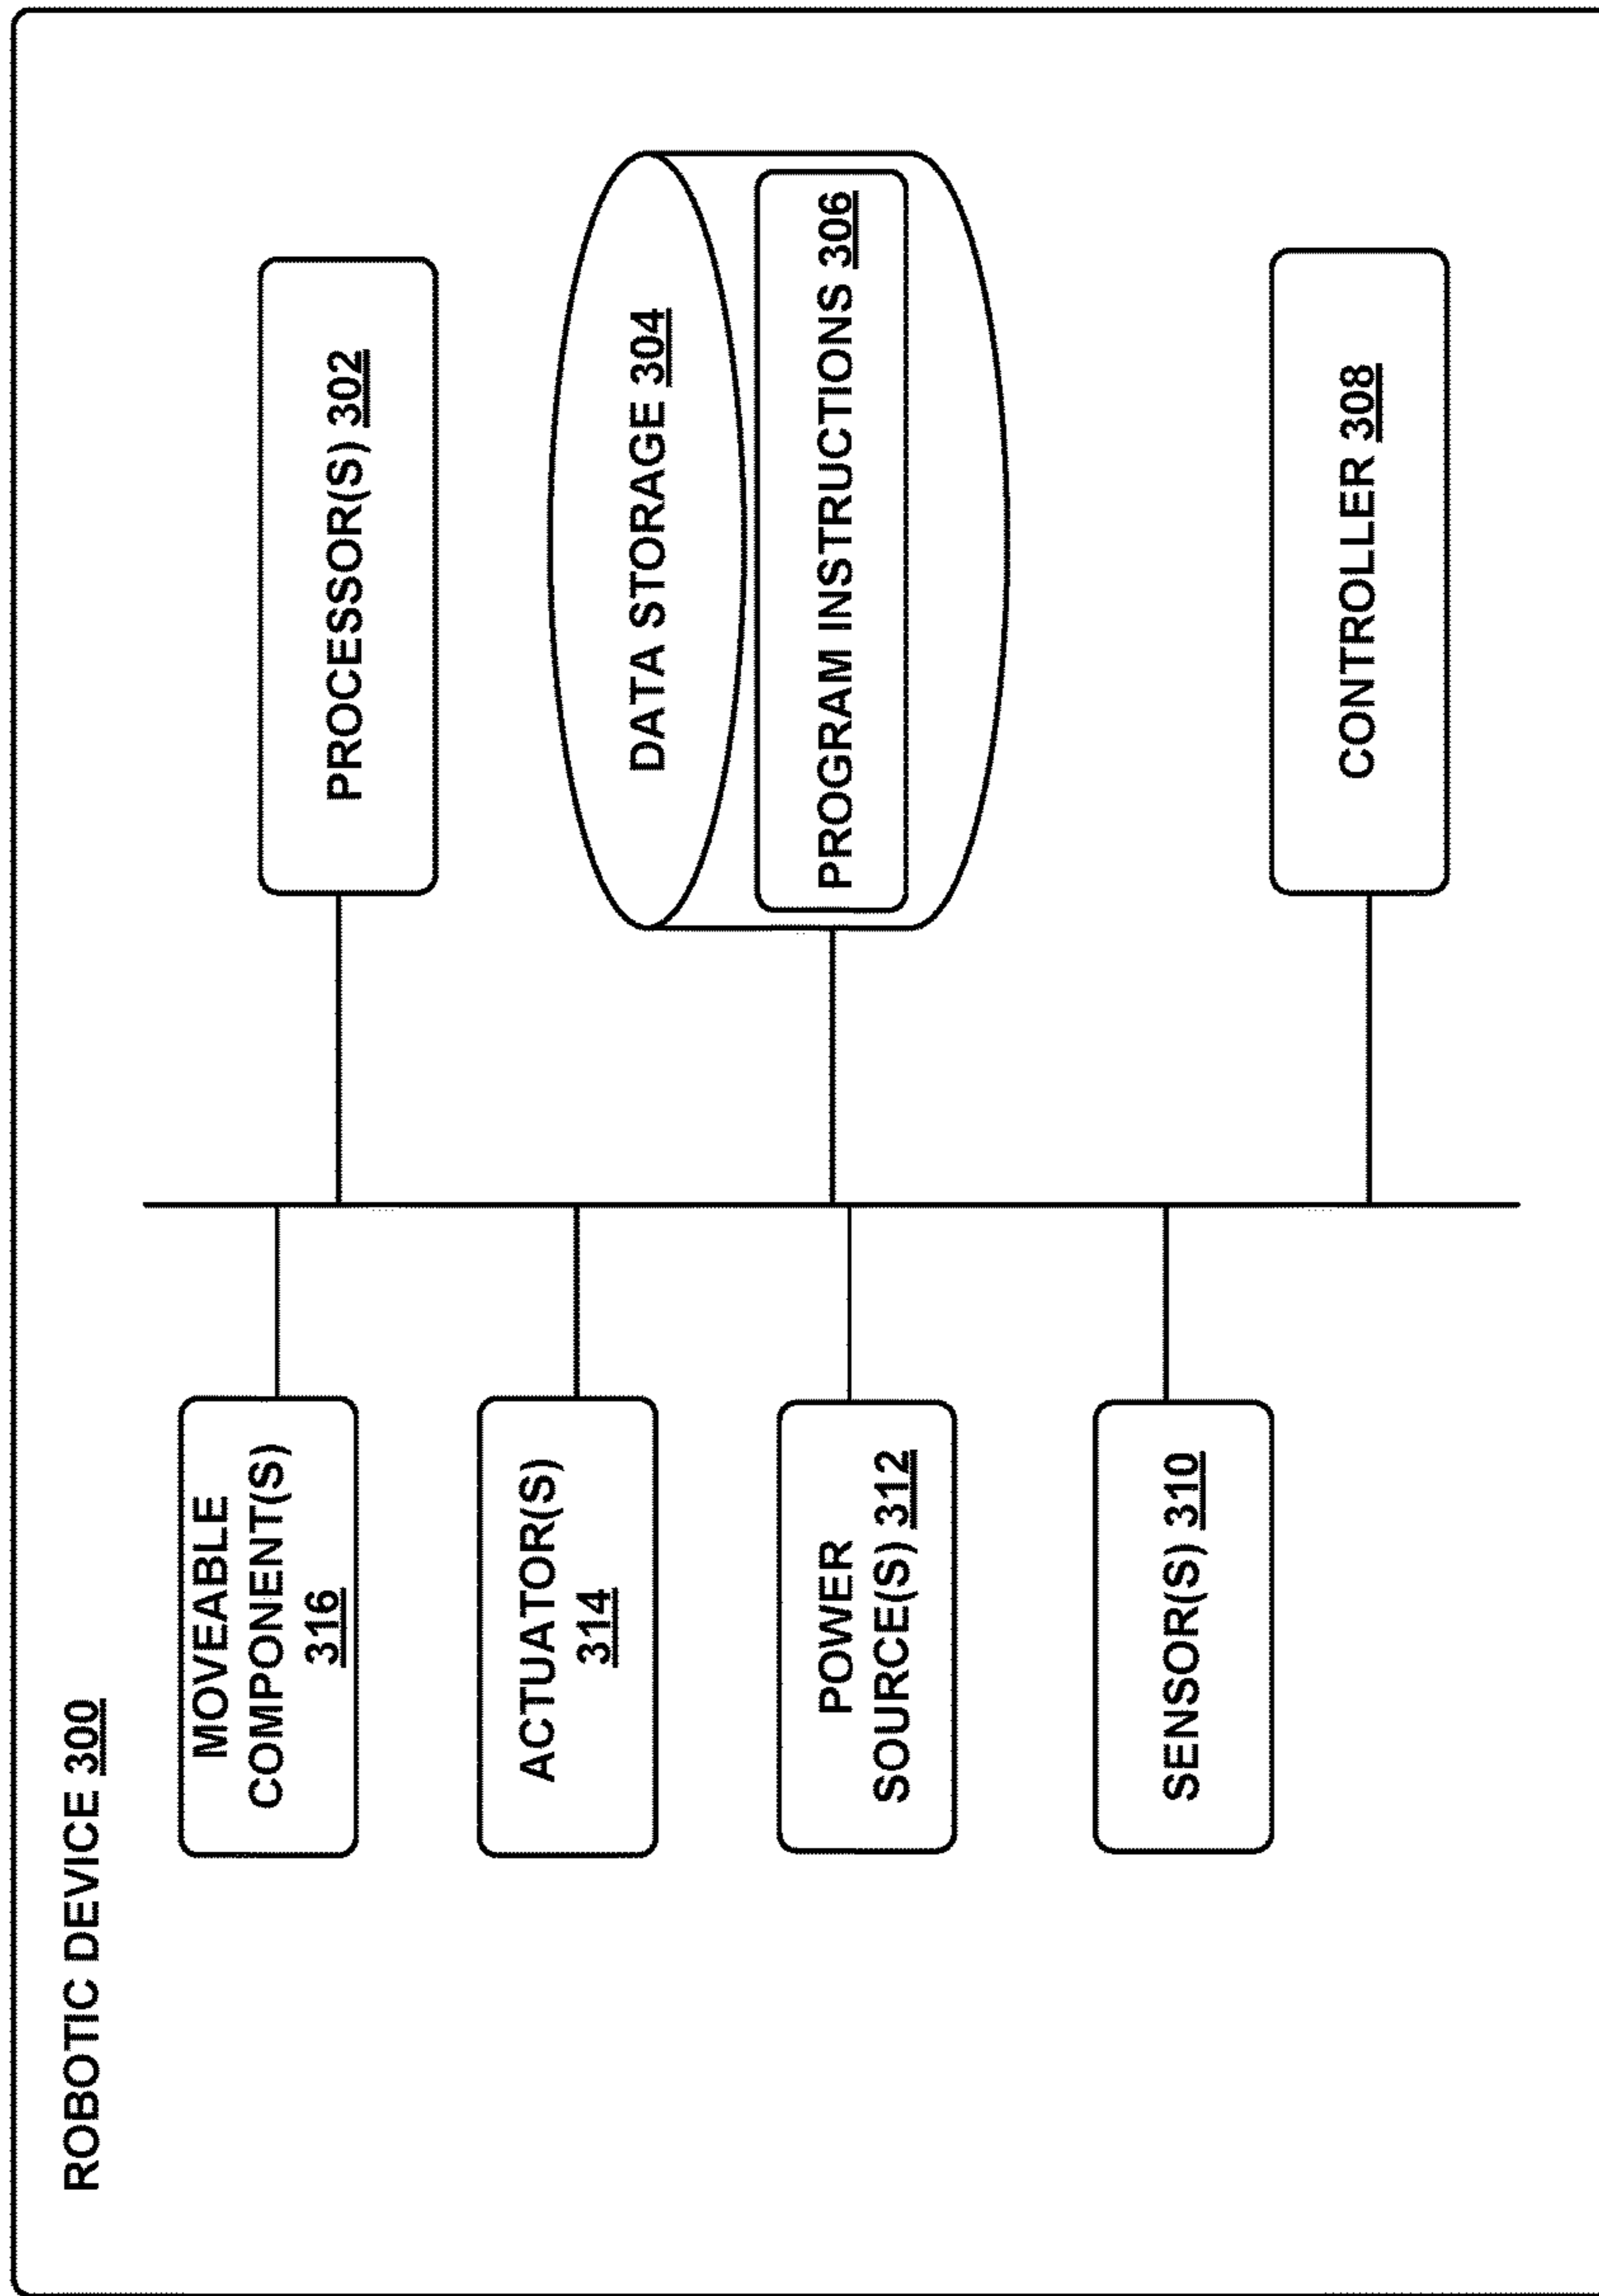 ROBOTIC DEVICE 300
MOVEABLE
COMPONENT(S)
316
ACTUATOR(S)
314
POWER
SOURCE(S) 312
SENSOR(S) 310
PROCESSOR(S) 302
DATA STORAGE 304
PROGRAM INSTRUCTIONS 306
CONTROLLER 308